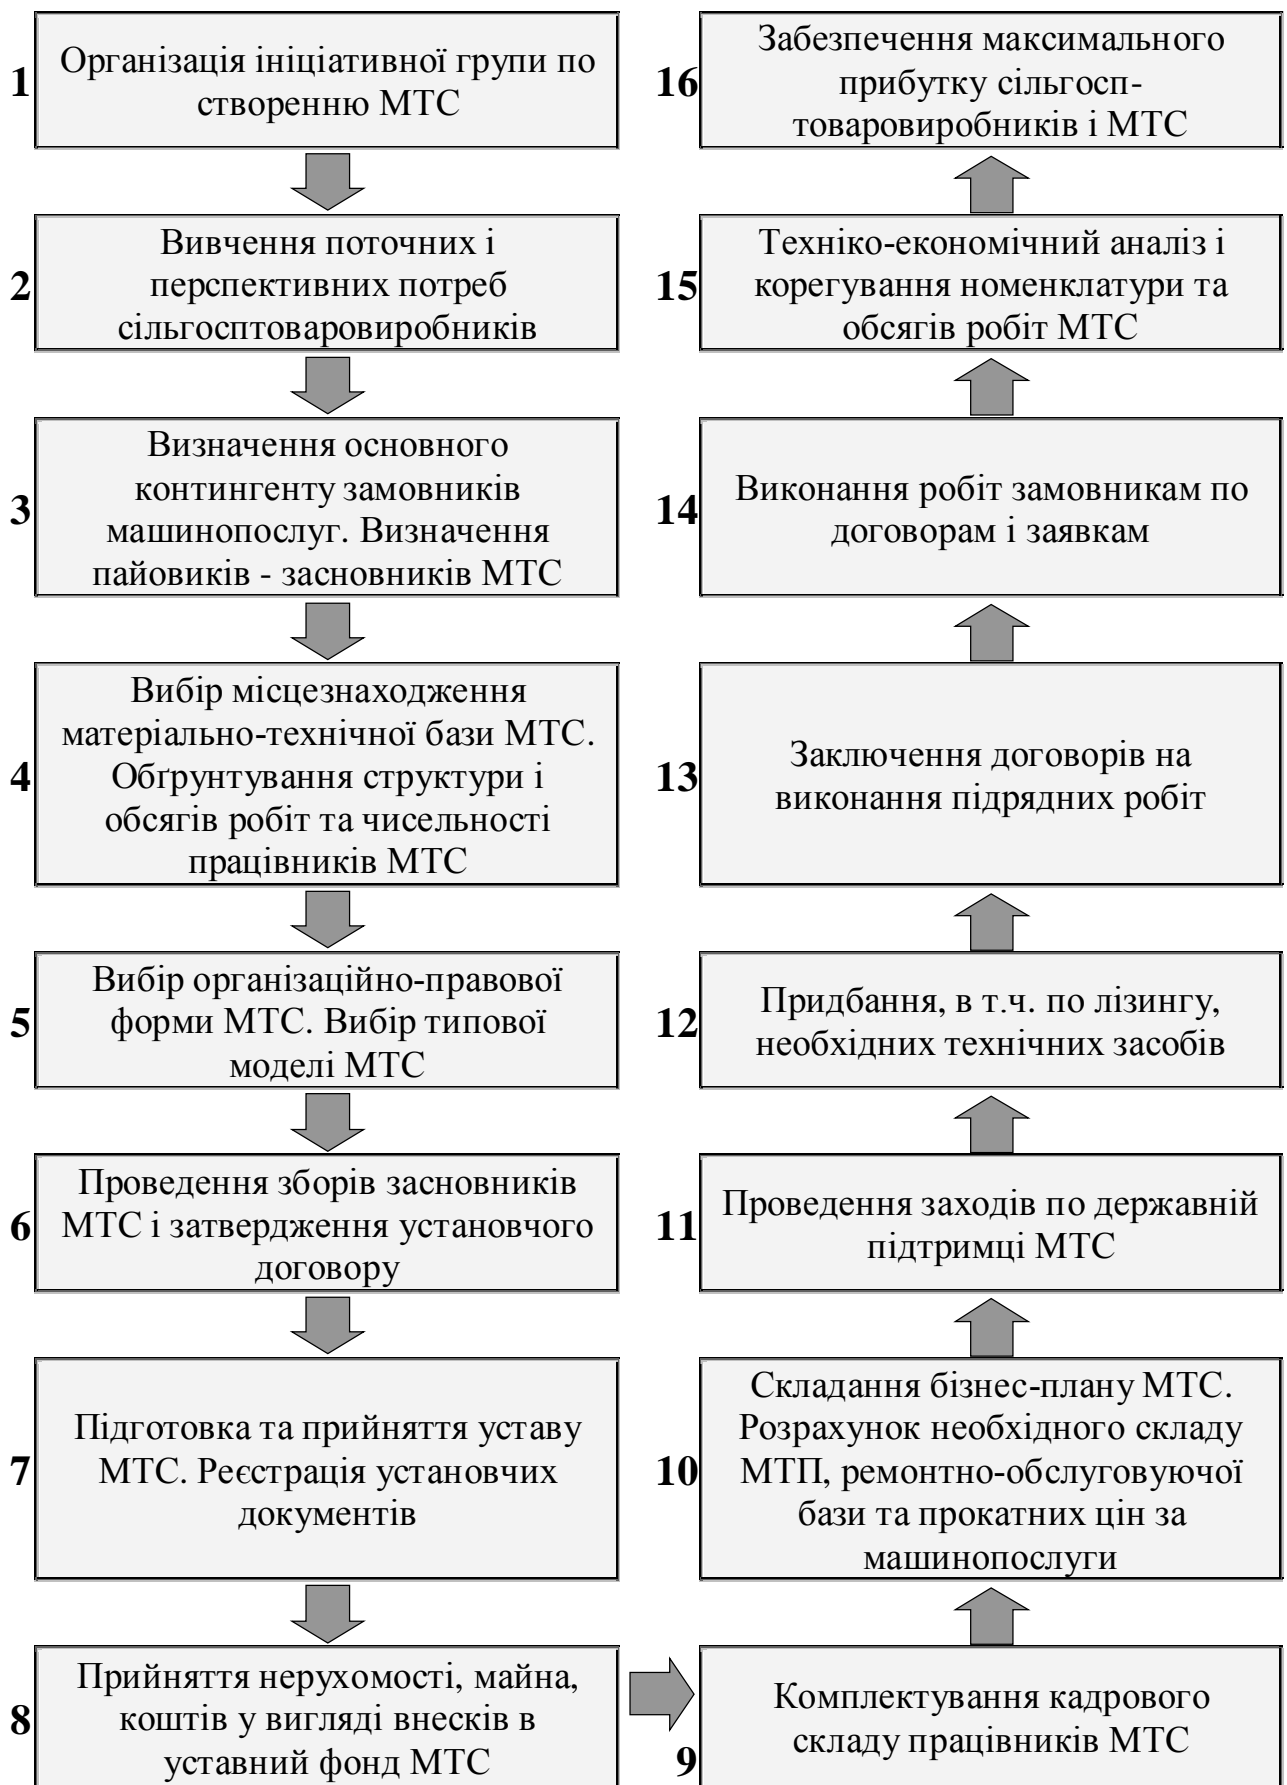 1
Організація ініціативної групи по
створенню МТС
2
Вивчення поточних і
перспективних потреб
сільгосптоваровиробників
3
Визначення основного
контингенту замовників
машинопослуг. Визначення
пайовиків - засновників МТС
4
Вибір місцезнаходження
матеріально-технічної бази МТС.
Обґрунтування структури і
обсягів робіт та чисельності
працівників МТС
5
Вибір організаційно-правової
форми МТС. Вибір типової
моделі МТС
6
Проведення зборів засновників
МТС і затвердження установчого
договору
7
Підготовка та прийняття уставу
МТС. Реєстрація установчих
документів
8
Прийняття нерухомості, майна,
коштів у вигляді внесків в
уставний фонд МТС
9
Комплектування кадрового
складу працівників МТС
10
Складання бізнес-плану МТС.
Розрахунок необхідного складу
МТП, ремонтно-обслуговуючої
бази та прокатних цін за
машинопослуги
11
Проведення заходів по державній
підтримці МТС
12
Придбання, в т.ч. по лізингу,
необхідних технічних засобів
13
Заключення договорів на
виконання підрядних робіт
14
Виконання робіт замовникам по
договорам і заявкам
15
Техніко-економічний аналіз і
корегування номенклатури та
обсягів робіт МТС
16
Забезпечення максимального
прибутку сільгосп-
товаровиробників і МТС